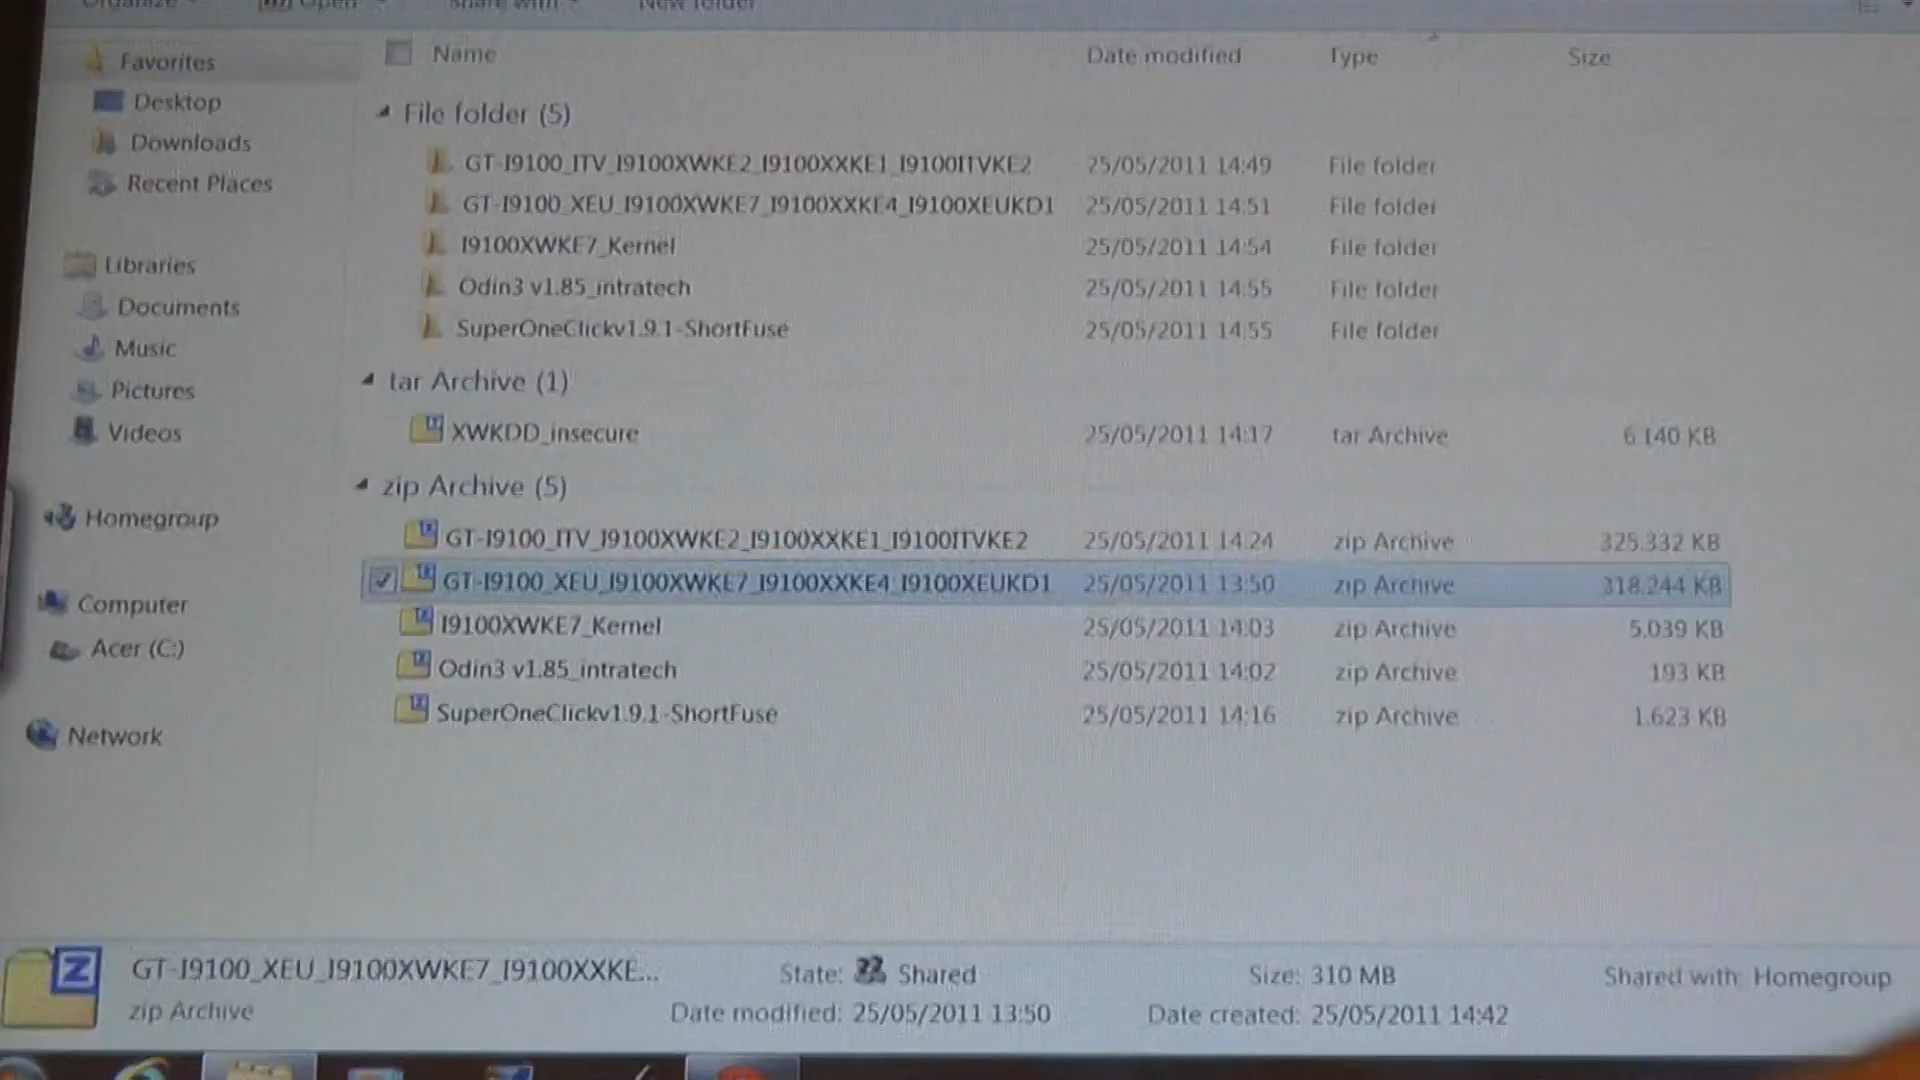 Organize Open Share with New folder
Name Date modified Type Size
Favorites
Desktop
Downloads
Recent Places
Libraries
Documents
Music
Pictures
Videos
Homegroup
Computer
Acer (C:)
Network
File folder (5)
GT-I9100_ITV_I9100XWKE2_I9100XXKE1_I9100ITVKE2 25/05/2011 14:49 File folder
GT-I9100_XEU_I9100XWKE7_I9100XXKE4_I9100XEUKD1 25/05/2011 14:51 File folder
I9100XWKE7_Kernel 25/05/2011 14:54 File folder
Odin3 v1.85_intratech 25/05/2011 14:55 File folder
SuperOneClickv1.9.1-ShortFuse 25/05/2011 14:55 File folder
tar Archive (1)
XWKDD_insecure 25/05/2011 14:17 tar Archive 6.140 KB
zip Archive (5)
GT-I9100_ITV_I9100XWKE2_I9100XXKE1_I9100ITVKE2 25/05/2011 14:24 zip Archive 325.332 KB
GT-I9100_XEU_I9100XWKE7_I9100XXKE4_I9100XEUKD1 25/05/2011 13:50 zip Archive 318.244 KB
I9100XWKE7_Kernel 25/05/2011 14:03 zip Archive 5.039 KB
Odin3 v1.85_intratech 25/05/2011 14:02 zip Archive 193 KB
SuperOneClickv1.9.1-ShortFuse 25/05/2011 14:16 zip Archive 1.623 KB
GT-I9100_XEU_I9100XWKE7_I9100XXKE... State: Shared Size: 310 MB Shared with: Homegroup
zip Archive Date modified: 25/05/2011 13:50 Date created: 25/05/2011 14:42